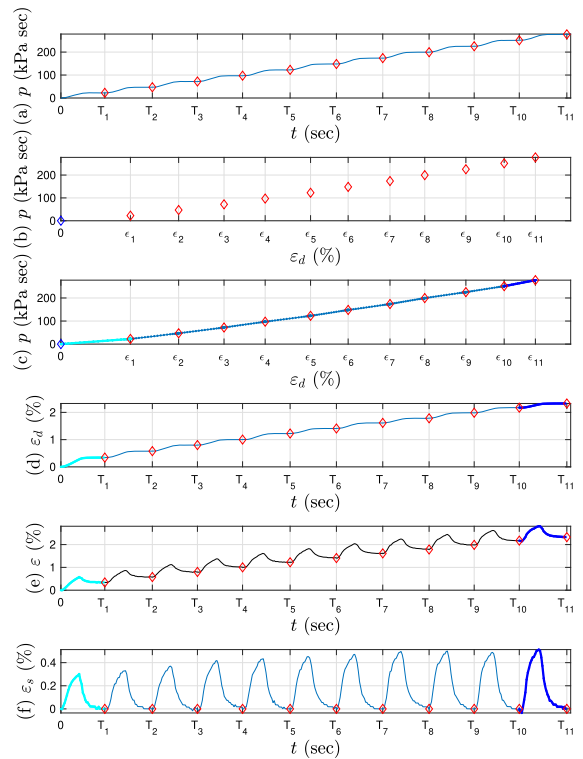 (a) p (kPa sec)
200
100
0
0 T1 T2 T3 T4 T5 T6 T7 T8 T9 T10 T11
t (sec)
(b) p (kPa sec)
200
100
0
0 ϵ1 ϵ2 ϵ3 ϵ4 ϵ5 ϵ6 ϵ7 ϵ8 ϵ9 ϵ10 ϵ11
εd (%)
(c) p (kPa sec)
200
100
0
0 ϵ1 ϵ2 ϵ3 ϵ4 ϵ5 ϵ6 ϵ7 ϵ8 ϵ9 ϵ10 ϵ11
εd (%)
(d) εd (%)
2
1
0
0 T1 T2 T3 T4 T5 T6 T7 T8 T9 T10 T11
t (sec)
(e) ε (%)
2
1
0
0 T1 T2 T3 T4 T5 T6 T7 T8 T9 T10 T11
t (sec)
(f) εs (%)
0.4
0.2
0
0 T1 T2 T3 T4 T5 T6 T7 T8 T9 T10 T11
t (sec)